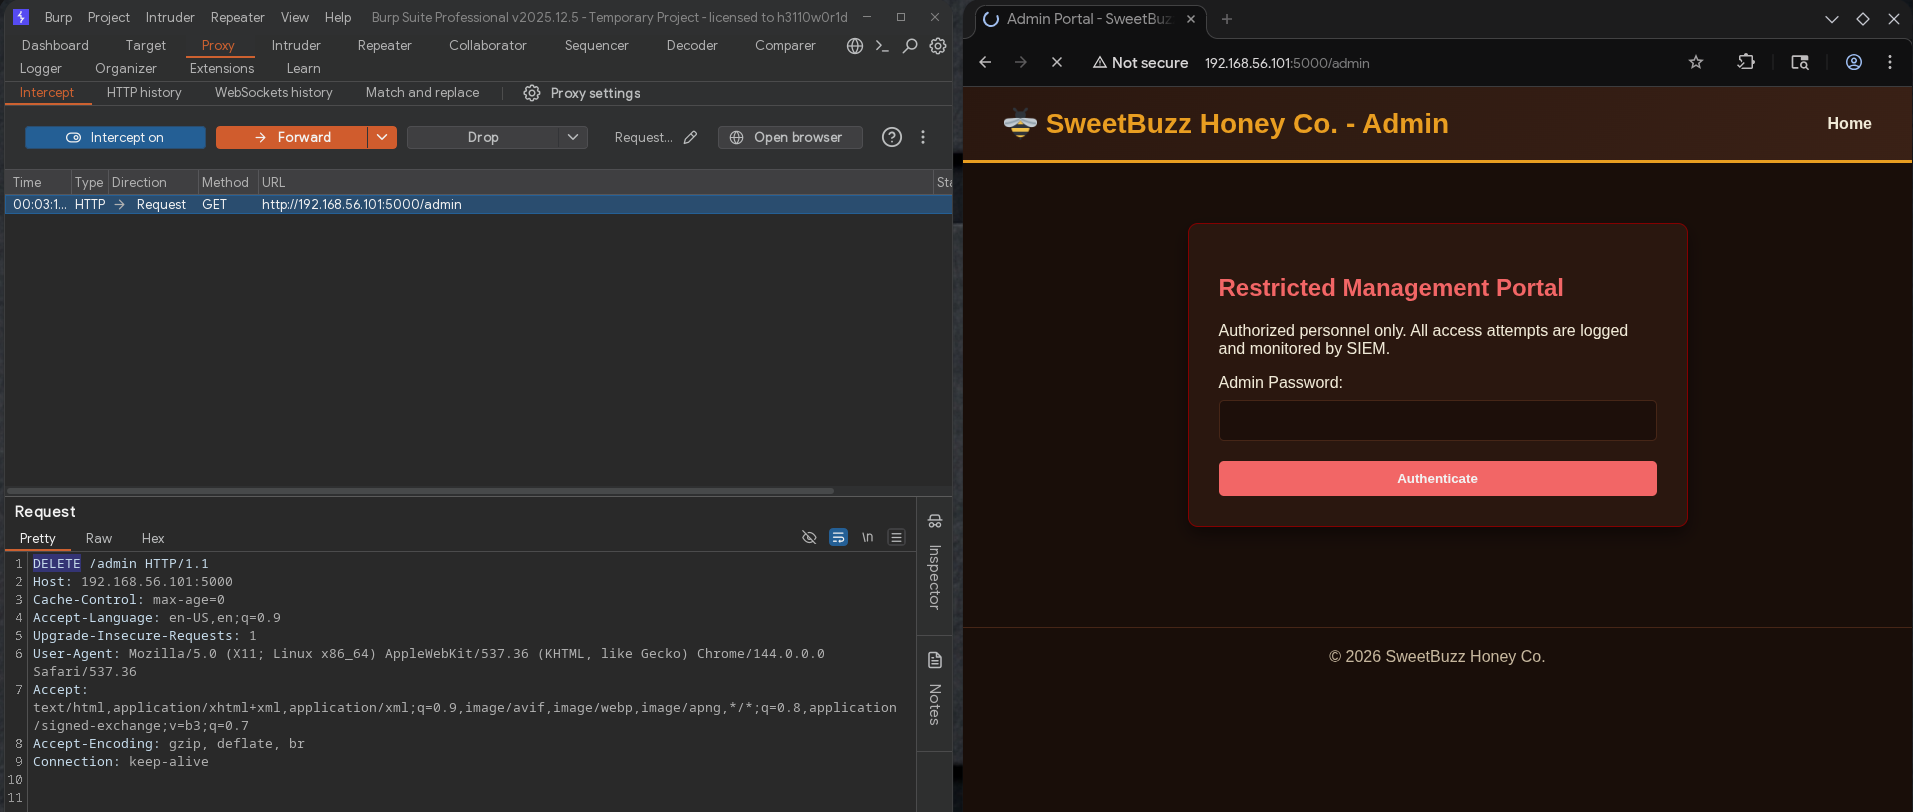 Burp Project Intruder Repeater View Help Burp Suite Professional v2025.12.5 - Temporary Project - licensed to h3110w0r1d
Dashboard Target Proxy Intruder Repeater Collaborator Sequencer Decoder Comparer
Logger Organizer Extensions Learn
Intercept HTTP history WebSockets history Match and replace Proxy settings
Intercept on Forward Drop Request... Open browser
Time Type Direction Method URL Sta
00:03:1... HTTP Request GET http://192.168.56.101:5000/admin
Request
Pretty Raw Hex \n
1 DELETE /admin HTTP/1.1
2 Host: 192.168.56.101:5000
3 Cache-Control: max-age=0
4 Accept-Language: en-US,en;q=0.9
5 Upgrade-Insecure-Requests: 1
6 User-Agent: Mozilla/5.0 (X11; Linux x86_64) AppleWebKit/537.36 (KHTML, like Gecko) Chrome/144.0.0.0
Safari/537.36
7 Accept:
text/html,application/xhtml+xml,application/xml;q=0.9,image/avif,image/webp,image/apng,*/*;q=0.8,application
/signed-exchange;v=b3;q=0.7
8 Accept-Encoding: gzip, deflate, br
9 Connection: keep-alive
10
11
Inspector
Notes
Admin Portal - SweetBuz
Not secure 192.168.56.101:5000/admin
SweetBuzz Honey Co. - Admin
Home
Restricted Management Portal
Authorized personnel only. All access attempts are logged
and monitored by SIEM.
Admin Password:
Authenticate
© 2026 SweetBuzz Honey Co.